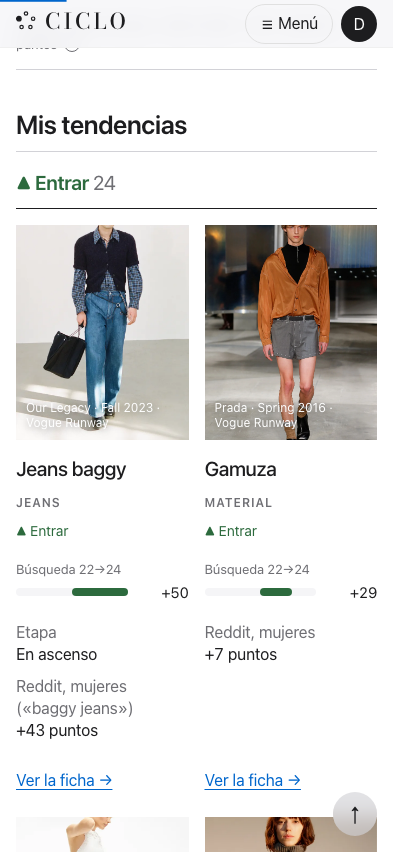 CICLO
Menú
D
puntos
Mis tendencias
Entrar 24
Our Legacy · Fall 2023 ·
Vogue Runway
Prada · Spring 2016 ·
Vogue Runway
Jeans baggy
JEANS
Entrar
Búsqueda 22→24
+50
Etapa
En ascenso
Reddit, mujeres
(«baggy jeans»)
+43 puntos
Ver la ficha →
Gamuza
MATERIAL
Entrar
Búsqueda 22→24
+29
Reddit, mujeres
+7 puntos
Ver la ficha →
↑